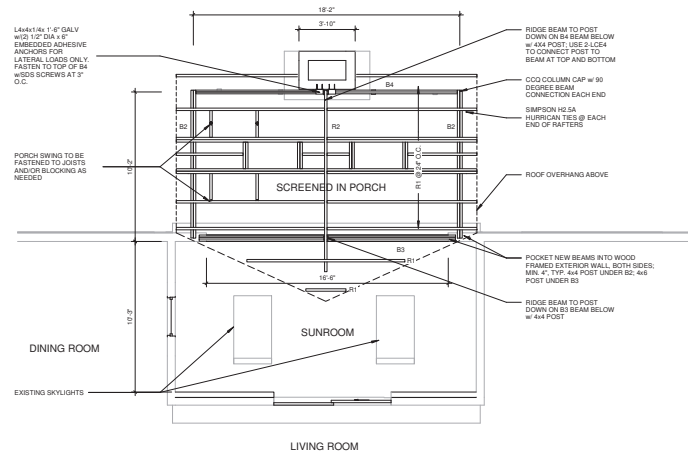 18'-2"
3'-10"
L4x4x1/4x 1'-6" GALV
w/(2) 1/2" DIA x 6"
EMBEDDED ADHESIVE
ANCHORS FOR
LATERAL LOADS ONLY.
FASTEN TO TOP OF B4
w/SDS SCREWS AT 3"
O.C.
RIDGE BEAM TO POST
DOWN ON B4 BEAM BELOW
w/ 4X4 POST; USE 2-LCE4
TO CONNECT POST TO
BEAM AT TOP AND BOTTOM
CCQ COLUMN CAP w/ 90
DEGREE BEAM
CONNECTION EACH END
SIMPSON H2.5A
HURRICAN TIES @ EACH
END OF RAFTERS
B4
B2
R2
B2
R1 @ 24" O.C.
10'-2"
PORCH SWING TO BE
FASTENED TO JOISTS
AND/OR BLOCKING AS
NEEDED
SCREENED IN PORCH
ROOF OVERHANG ABOVE
B3
R1
POCKET NEW BEAMS INTO WOOD
FRAMED EXTERIOR WALL, BOTH SIDES;
MIN. 4", TYP. 4x4 POST UNDER B2; 4x6
POST UNDER B3
16'-6"
R1
RIDGE BEAM TO POST
DOWN ON B3 BEAM BELOW
w/ 4x4 POST
10'-3"
SUNROOM
DINING ROOM
EXISTING SKYLIGHTS
LIVING ROOM